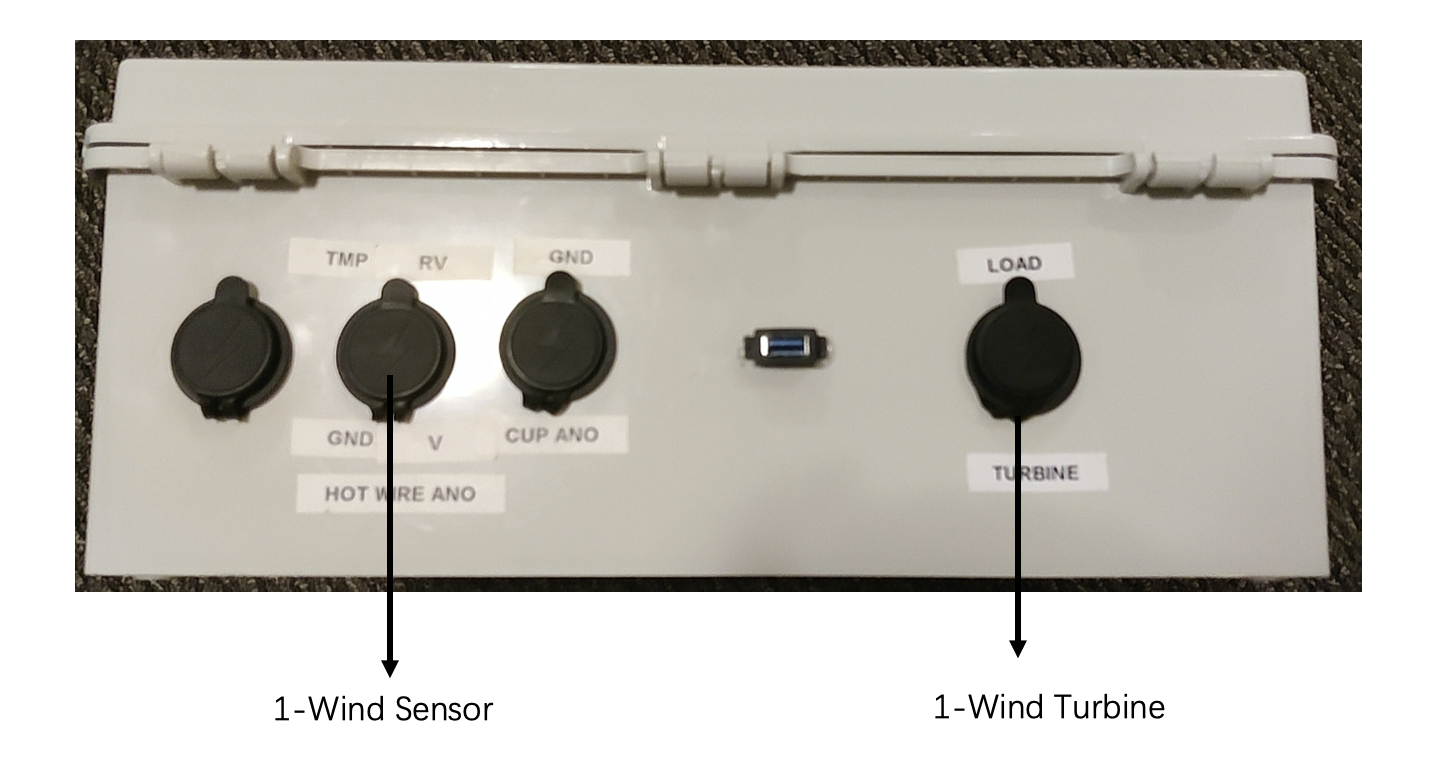 TMP RV GND
LOAD
GND V CUP ANO
TURBINE
HOT WIRE ANO
1-Wind Sensor
1-Wind Turbine